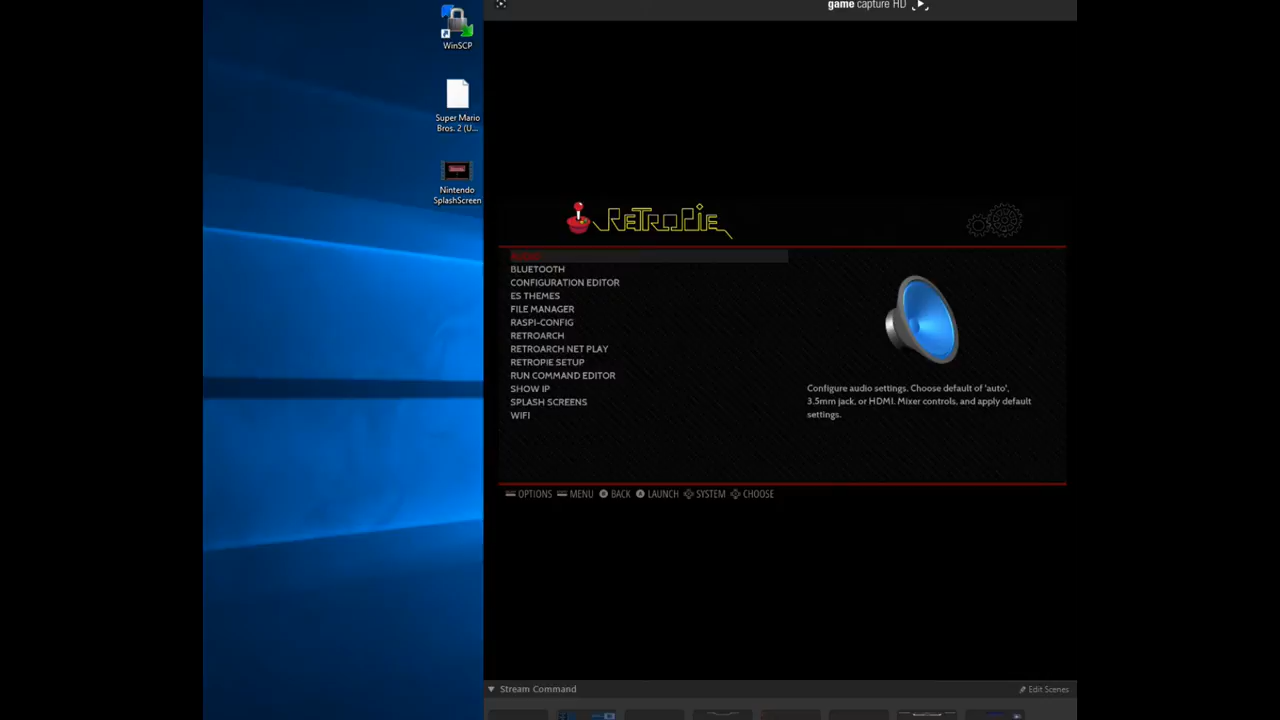 game capture HD
WinSCP
Super Mario
Bros. 2 (U...
Nintendo
SplashScreen
RETROPIE
AUDIO
BLUETOOTH
CONFIGURATION EDITOR
ES THEMES
FILE MANAGER
RASPI-CONFIG
RETROARCH
RETROARCH NET PLAY
RETROPIE SETUP
RUN COMMAND EDITOR
SHOW IP
SPLASH SCREENS
WIFI
Configure audio settings. Choose default of 'auto',
3.5mm jack, or HDMI. Mixer controls, and apply default
settings.
OPTIONS MENU BACK LAUNCH SYSTEM CHOOSE
Stream Command
Edit Scenes